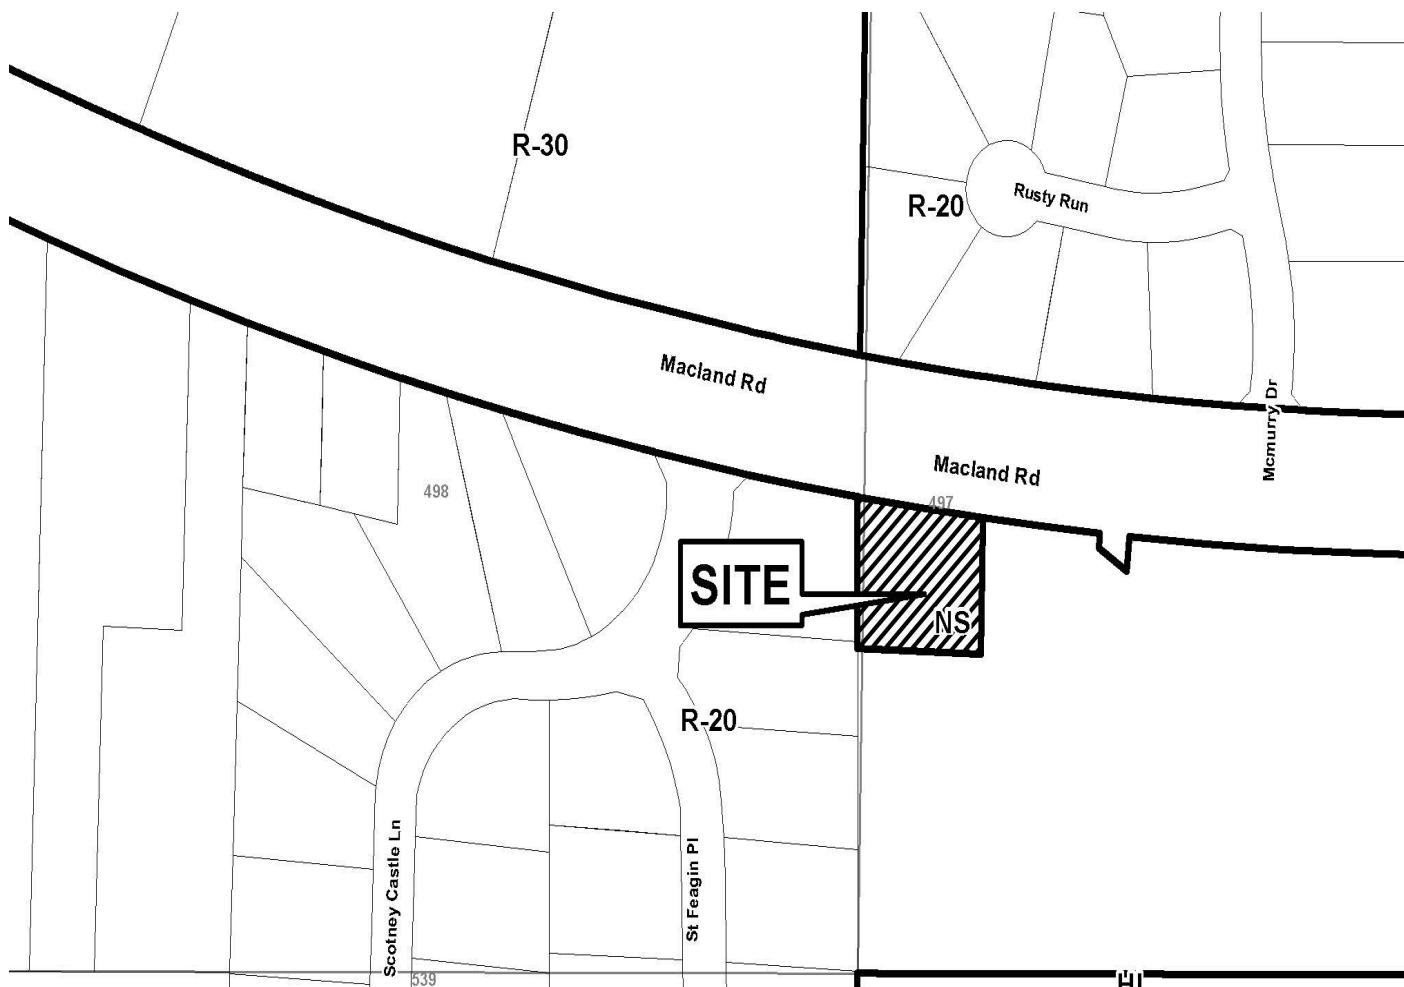 R-30
R-20
Rusty Run
Macland Rd
Mcmurry Dr
Macland Rd
498
497
SITE
NS
R-20
Scotney Castle Ln
St Feagin Pl
539
HI